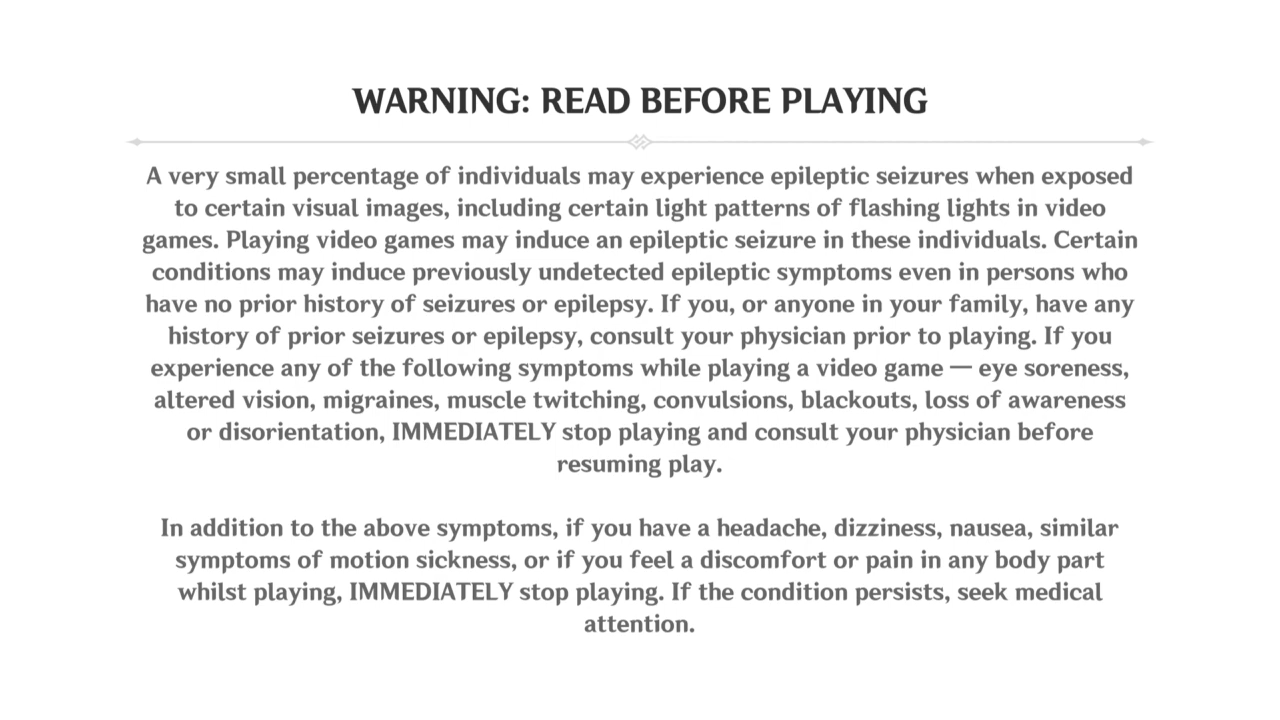 WARNING: READ BEFORE PLAYING
A very small percentage of individuals may experience epileptic seizures when exposed
to certain visual images, including certain light patterns of flashing lights in video
games. Playing video games may induce an epileptic seizure in these individuals. Certain
conditions may induce previously undetected epileptic symptoms even in persons who
have no prior history of seizures or epilepsy. If you, or anyone in your family, have any
history of prior seizures or epilepsy, consult your physician prior to playing. If you
experience any of the following symptoms while playing a video game — eye soreness,
altered vision, migraines, muscle twitching, convulsions, blackouts, loss of awareness
or disorientation, IMMEDIATELY stop playing and consult your physician before
resuming play.
In addition to the above symptoms, if you have a headache, dizziness, nausea, similar
symptoms of motion sickness, or if you feel a discomfort or pain in any body part
whilst playing, IMMEDIATELY stop playing. If the condition persists, seek medical
attention.